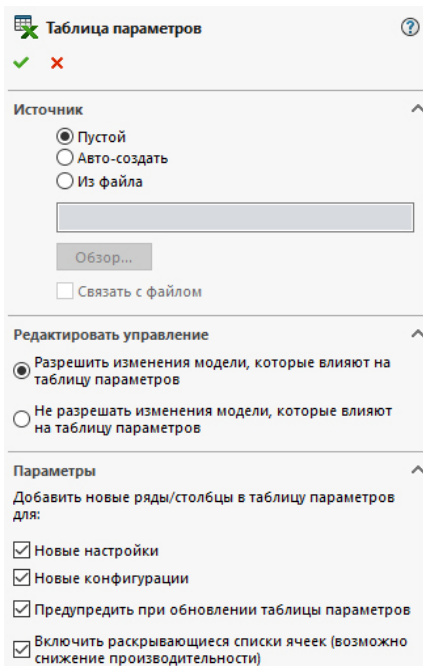 Таблица параметров
Источник
Пустой
Авто-создать
Из файла
Обзор...
Связать с файлом
Редактировать управление
Разрешить изменения модели, которые влияют на
таблицу параметров
Не разрешать изменения модели, которые влияют
на таблицу параметров
Параметры
Добавить новые ряды/столбцы в таблицу параметров
для:
Новые настройки
Новые конфигурации
Предупредить при обновлении таблицы параметров
Включить раскрывающиеся списки ячеек (возможно
снижение производительности)